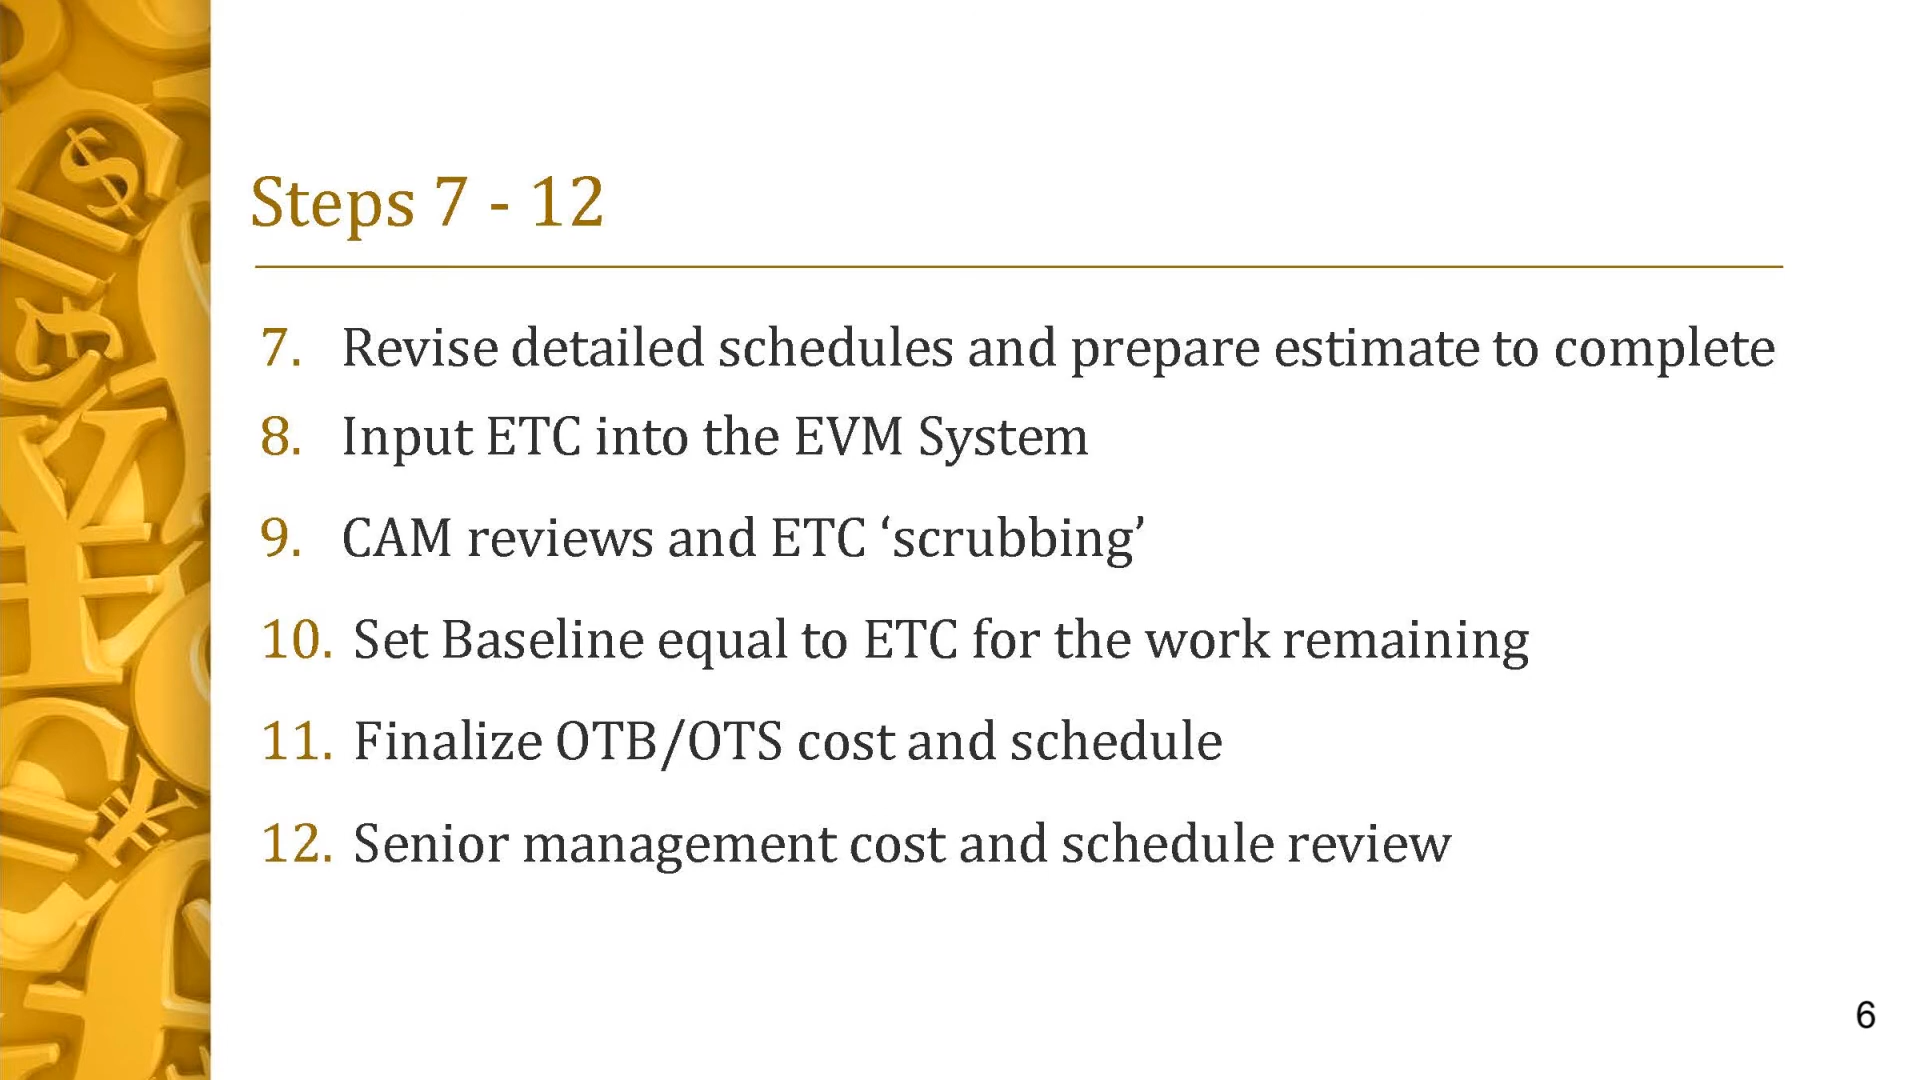 Steps 7 - 12
7. Revise detailed schedules and prepare estimate to complete
8. Input ETC into the EVM System
9. CAM reviews and ETC ‘scrubbing’
10. Set Baseline equal to ETC for the work remaining
11. Finalize OTB/OTS cost and schedule
12. Senior management cost and schedule review
6